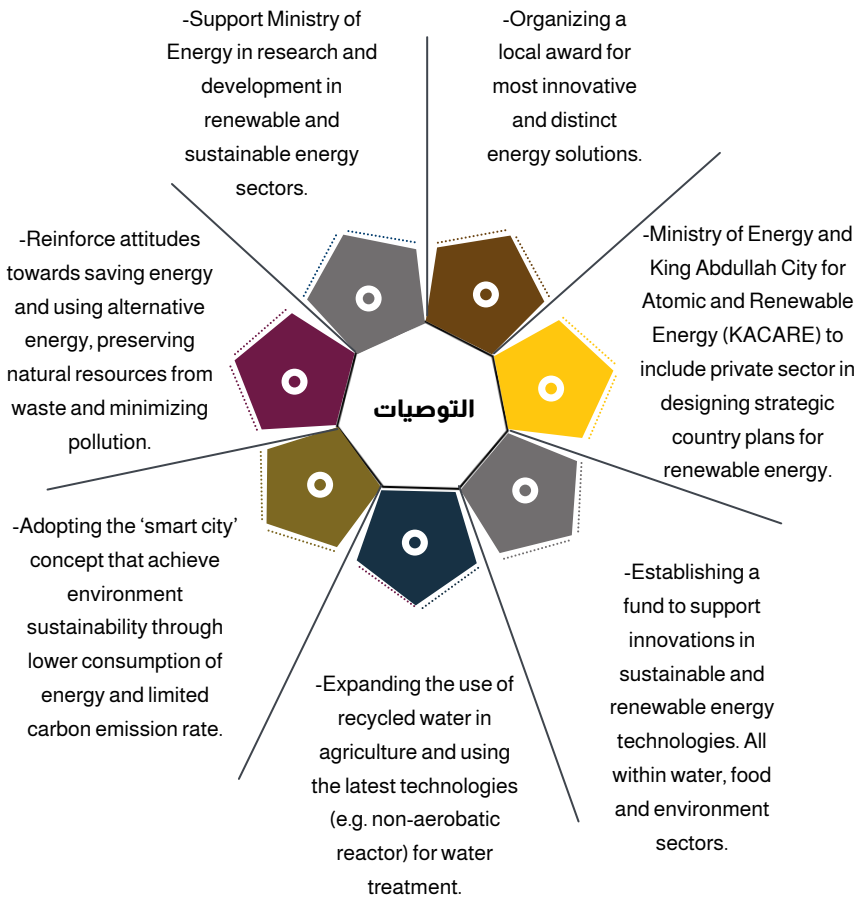 -Support Ministry of
Energy in research and
development in
renewable and
sustainable energy
sectors.
-Organizing a
local award for
most innovative
and distinct
energy solutions.
-Ministry of Energy and
King Abdullah City for
Atomic and Renewable
Energy (KACARE) to
include private sector in
designing strategic
country plans for
renewable energy.
-Reinforce attitudes
towards saving energy
and using alternative
energy, preserving
natural resources from
waste and minimizing
pollution.
التوصيات
-Adopting the ‘smart city’
concept that achieve
environment
sustainability through
lower consumption of
energy and limited
carbon emission rate.
-Expanding the use of
recycled water in
agriculture and using
the latest technologies
(e.g. non-aerobatic
reactor) for water
treatment.
-Establishing a
fund to support
innovations in
sustainable and
renewable energy
technologies. All
within water, food
and environment
sectors.